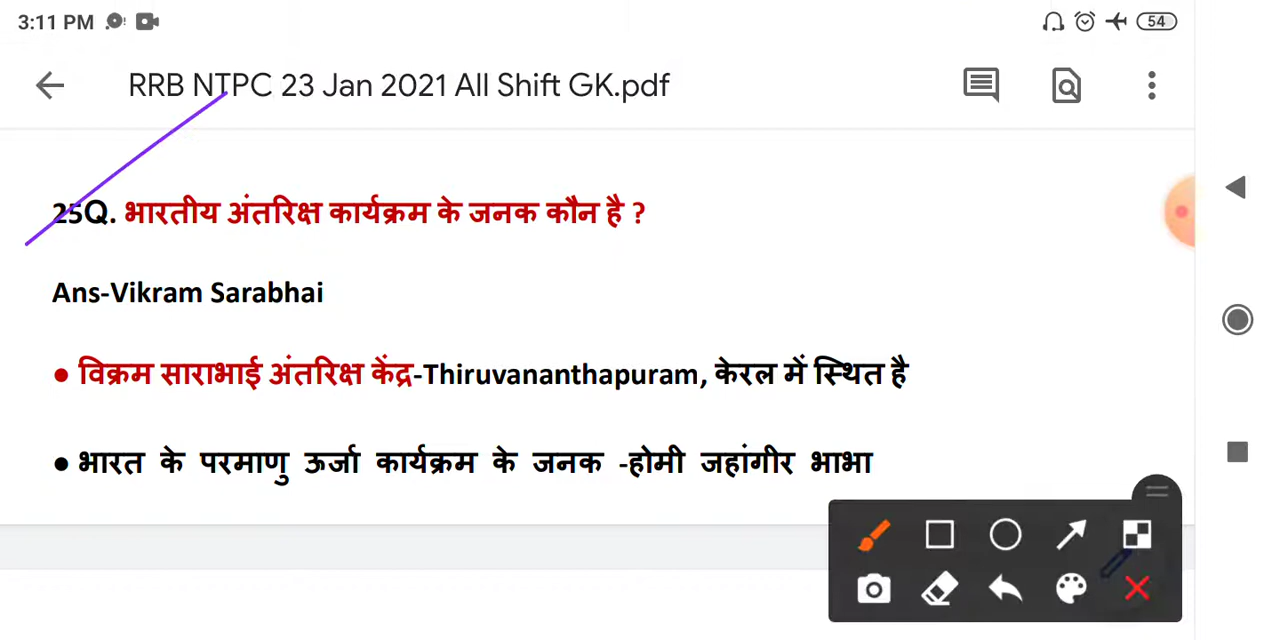 3:11 PM
54
RRB NTPC 23 Jan 2021 All Shift GK.pdf
25Q. भारतीय अंतरिक्ष कार्यक्रम के जनक कौन है ?
Ans-Vikram Sarabhai
● विक्रम साराभाई अंतरिक्ष केंद्र-Thiruvananthapuram, केरल में स्थित है
● भारत के परमाणु ऊर्जा कार्यक्रम के जनक -होमी जहांगीर भाभा